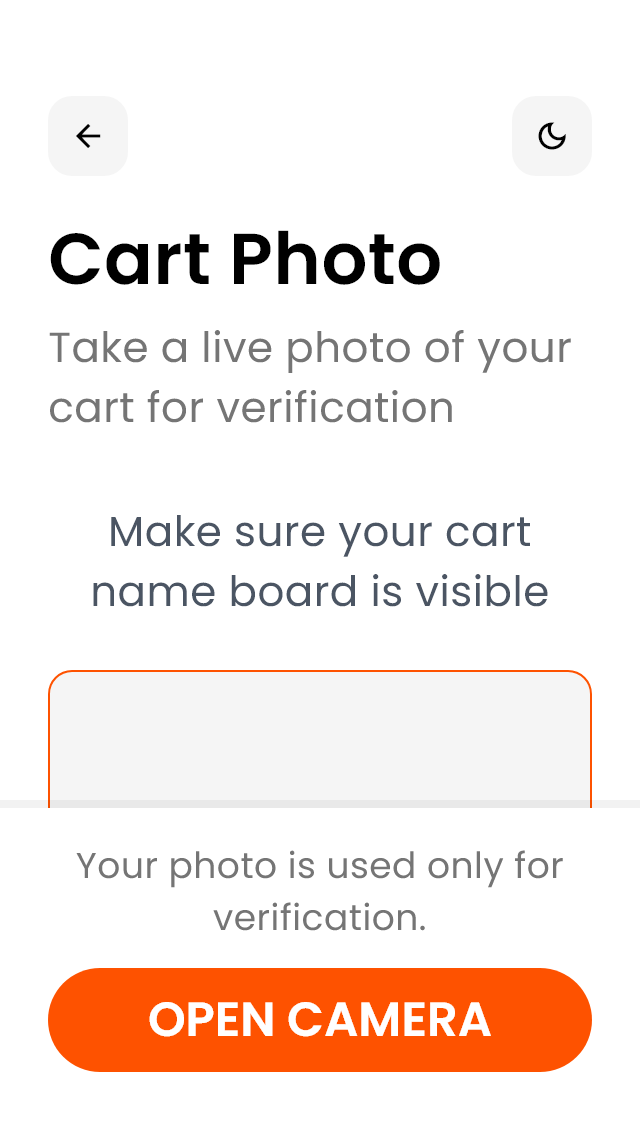 Cart Photo
Take a live photo of your
cart for verification
Make sure your cart
name board is visible
Your photo is used only for
verification.
OPEN CAMERA